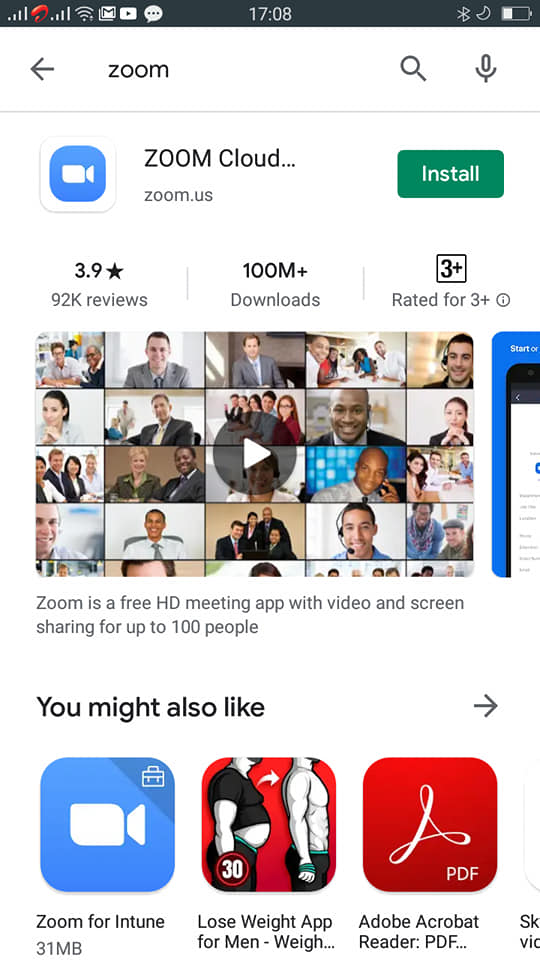 17:08
zoom
ZOOM Cloud...
zoom.us
Install
3.9★
92K reviews
100M+
Downloads
3+
Rated for 3+
Start or
Zoom is a free HD meeting app with video and screen
sharing for up to 100 people
You might also like
30
PDF
Zoom for Intune
31MB
Lose Weight App
for Men - Weigh...
Adobe Acrobat
Reader: PDF...
Sk
vid